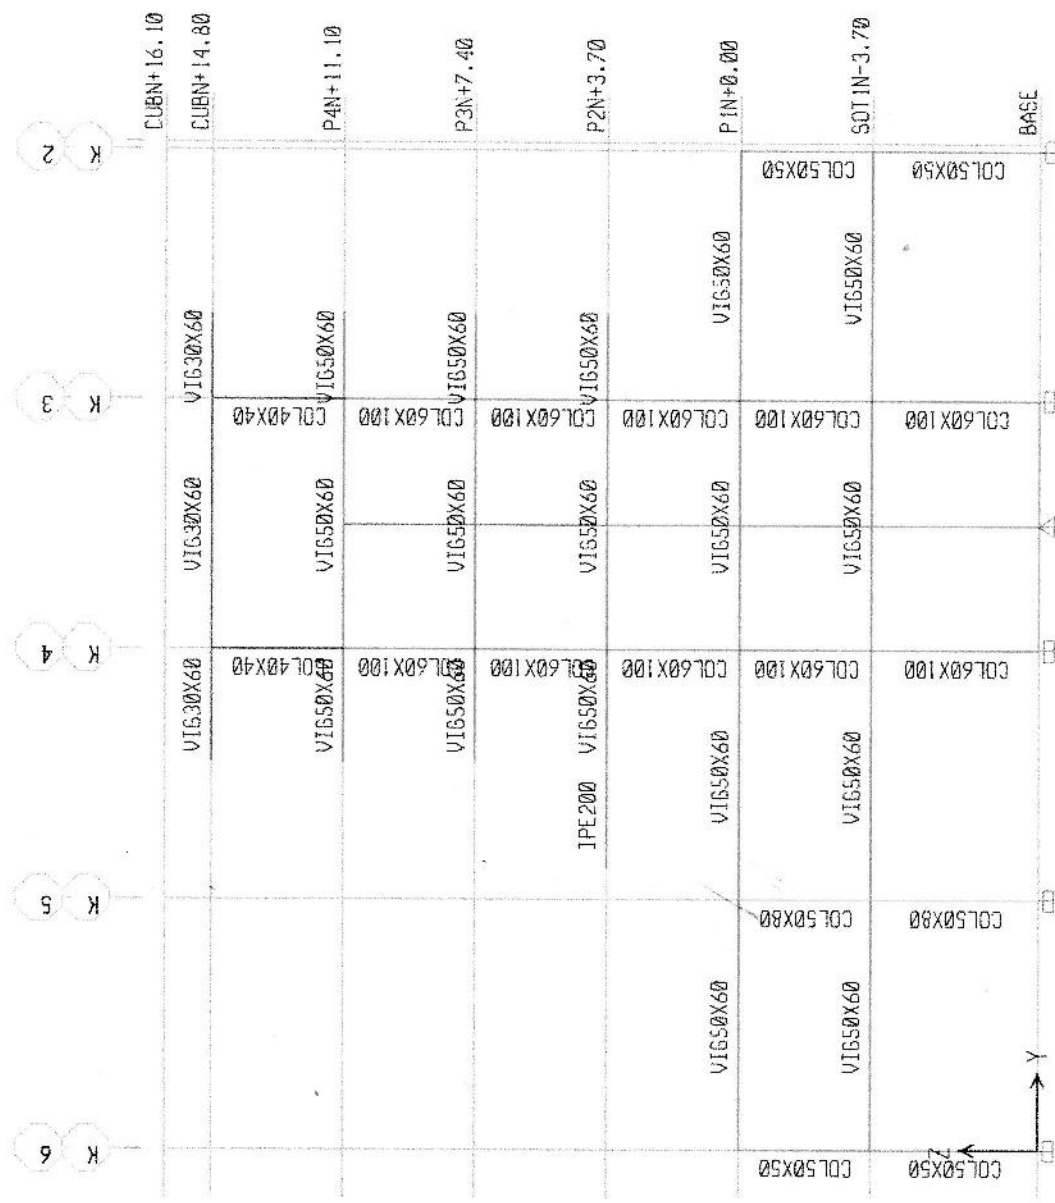 CUBN+16.10
CUBN+14.80
P4N+11.10
P3N+7.40
P2N+3.70
P1N+0.00
SOT1N-3.70
BASE
2 K
COL50X50
COL50X50
VIG50X60
VIG50X60
VIG30X60
VIG50X60
VIG50X60
VIG50X60
3 K
COL40X40
COL60X100
COL60X100
COL60X100
COL60X100
COL60X100
VIG30X60
VIG50X60
VIG50X60
VIG50X60
VIG50X60
VIG50X60
4 K
COL40X40
COL60X100
COL60X100
COL60X100
COL60X100
COL60X100
VIG30X60
VIG50X60
VIG50X60
VIG50X60
VIG50X60
VIG50X60
IPE200
5 K
COL50X80
COL50X80
VIG50X60
VIG50X60
Y
6 K
Z
COL50X50
COL50X50